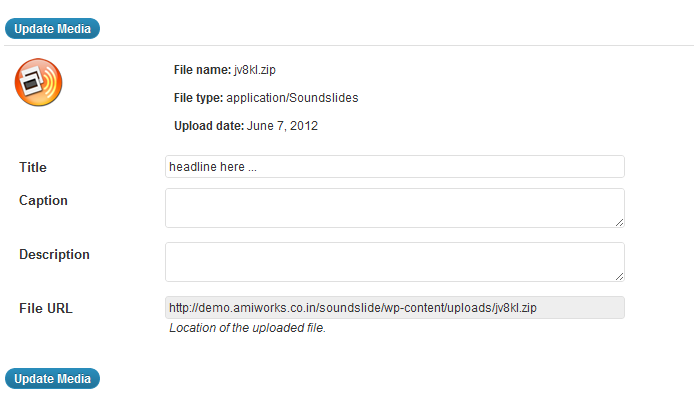 Update Media
File name: jv8kl.zip
File type: application/Soundslides
Upload date: June 7, 2012
Title headline here ...
Caption
Description
File URL http://demo.amiworks.co.in/soundslide/wp-content/uploads/jv8kl.zip
Location of the uploaded file.
Update Media